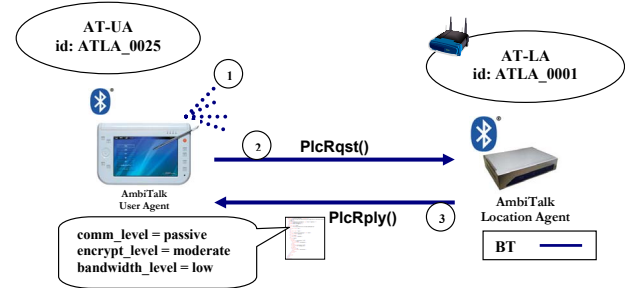 AT-UA
id: ATLA_0025
AT-LA
id: ATLA_0001
1
2
PlcRqst()
AmbiTalk
User Agent
PlcRply()
3
AmbiTalk
Location Agent
comm_level = passive
encrypt_level = moderate
bandwidth_level = low
BT